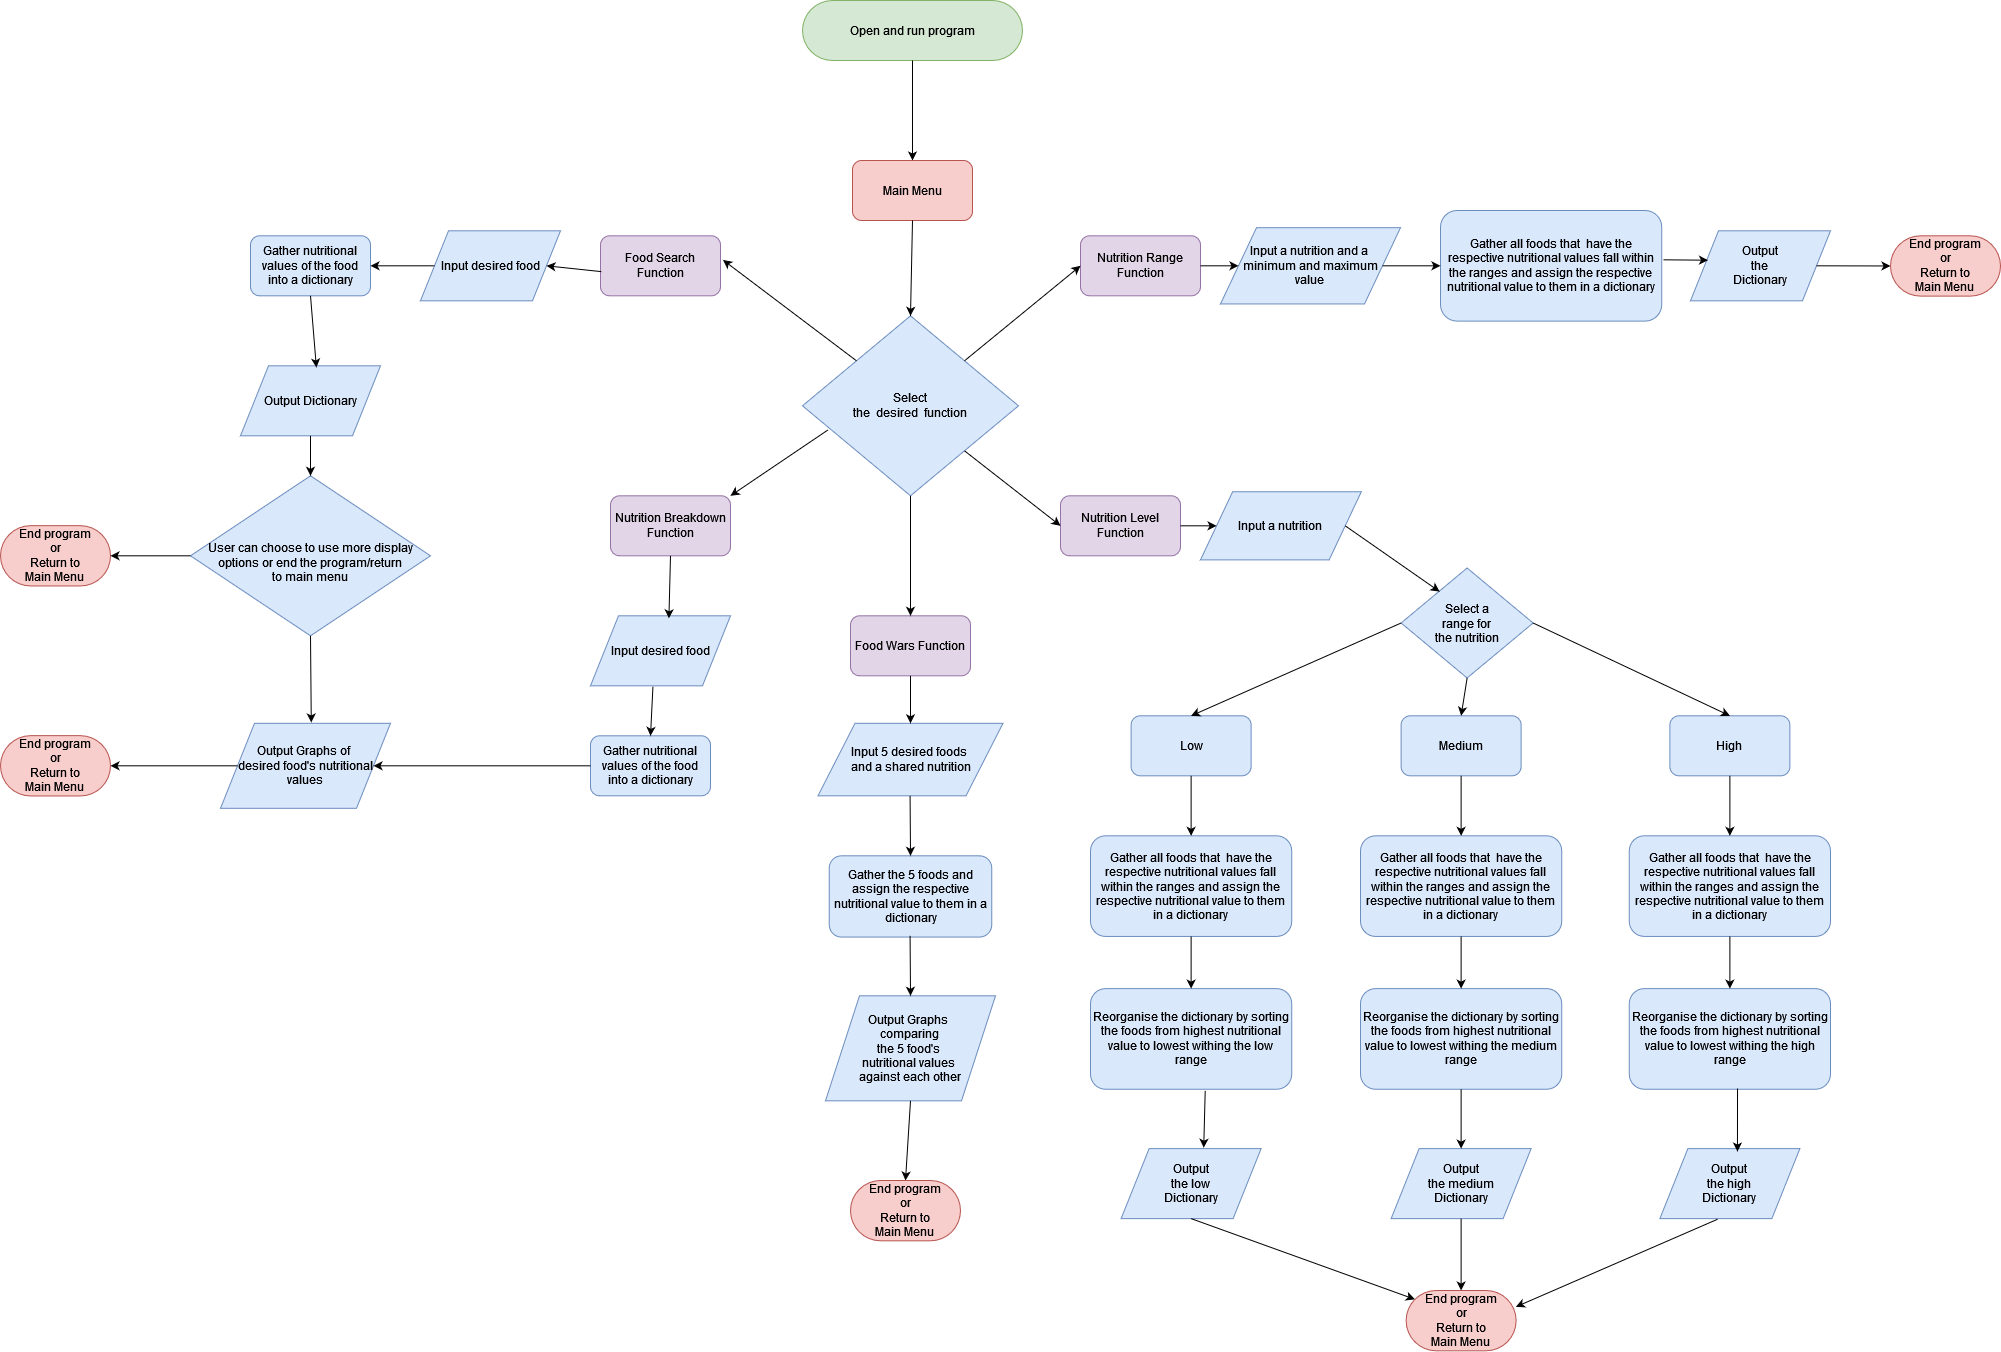 Open and run program
Main Menu
Food Search
Function
Input desired food
Gather nutritional
values of the food
into a dictionary
Output Dictionary
User can choose to use more display
options or end the program/return
to main menu
End program
or
Return to
Main Menu
Output Graphs of
desired food's nutritional
values
End program
or
Return to
Main Menu
Select
the desired function
Nutrition Breakdown
Function
Input desired food
Gather nutritional
values of the food
into a dictionary
Food Wars Function
Input 5 desired foods
and a shared nutrition
Gather the 5 foods and
assign the respective
nutritional value to them in a
dictionary
Output Graphs
comparing
the 5 food's
nutritional values
against each other
End program
or
Return to
Main Menu
Nutrition Range
Function
Input a nutrition and a
minimum and maximum
value
Gather all foods that have the
respective nutritional values fall within
the ranges and assign the respective
nutritional value to them in a dictionary
Output
the
Dictionary
End program
or
Return to
Main Menu
Nutrition Level
Function
Input a nutrition
Select a
range for
the nutrition
Low
Gather all foods that have the
respective nutritional values fall
within the ranges and assign the
respective nutritional value to them
in a dictionary
Reorganise the dictionary by sorting
the foods from highest nutritional
value to lowest withing the low
range
Output
the low
Dictionary
Medium
Gather all foods that have the
respective nutritional values fall
within the ranges and assign the
respective nutritional value to them
in a dictionary
Reorganise the dictionary by sorting
the foods from highest nutritional
value to lowest withing the medium
range
Output
the medium
Dictionary
High
Gather all foods that have the
respective nutritional values fall
within the ranges and assign the
respective nutritional value to them
in a dictionary
Reorganise the dictionary by sorting
the foods from highest nutritional
value to lowest withing the high
range
Output
the high
Dictionary
End program
or
Return to
Main Menu